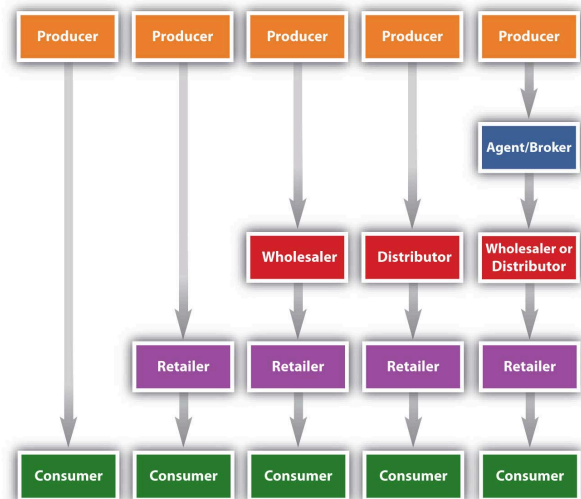 Producer
Producer
Producer
Producer
Producer
Agent/Broker
Wholesaler
Distributor
Wholesaler or
Distributor
Retailer
Retailer
Retailer
Retailer
Consumer
Consumer
Consumer
Consumer
Consumer